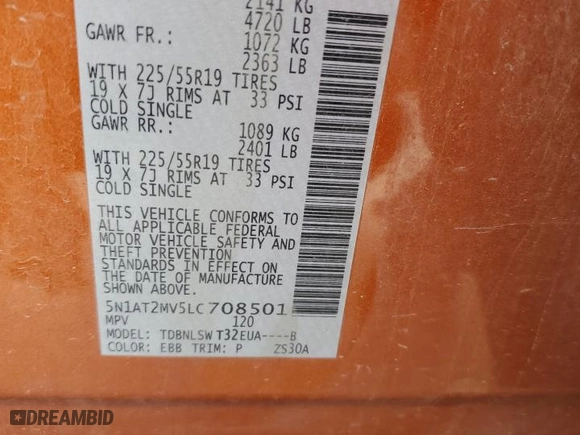 2141 KG
4720 LB
GAWR FR.: 1072 KG
2363 LB
WITH 225/55R19 TIRES
19 X 7J RIMS AT 33 PSI
COLD SINGLE
GAWR RR.: 1089 KG
2401 LB
WITH 225/55R19 TIRES
19 X 7J RIMS AT 33 PSI
COLD SINGLE
THIS VEHICLE CONFORMS TO
ALL APPLICABLE FEDERAL
MOTOR VEHICLE SAFETY AND
THEFT PREVENTION
STANDARDS IN EFFECT ON
THE DATE OF MANUFACTURE
SHOWN ABOVE.
5N1AT2MV5LC708501
MPV 120
MODEL: TDBNLSWT32EUA----B
COLOR: EBB TRIM: P ZS30A
DREAMBID